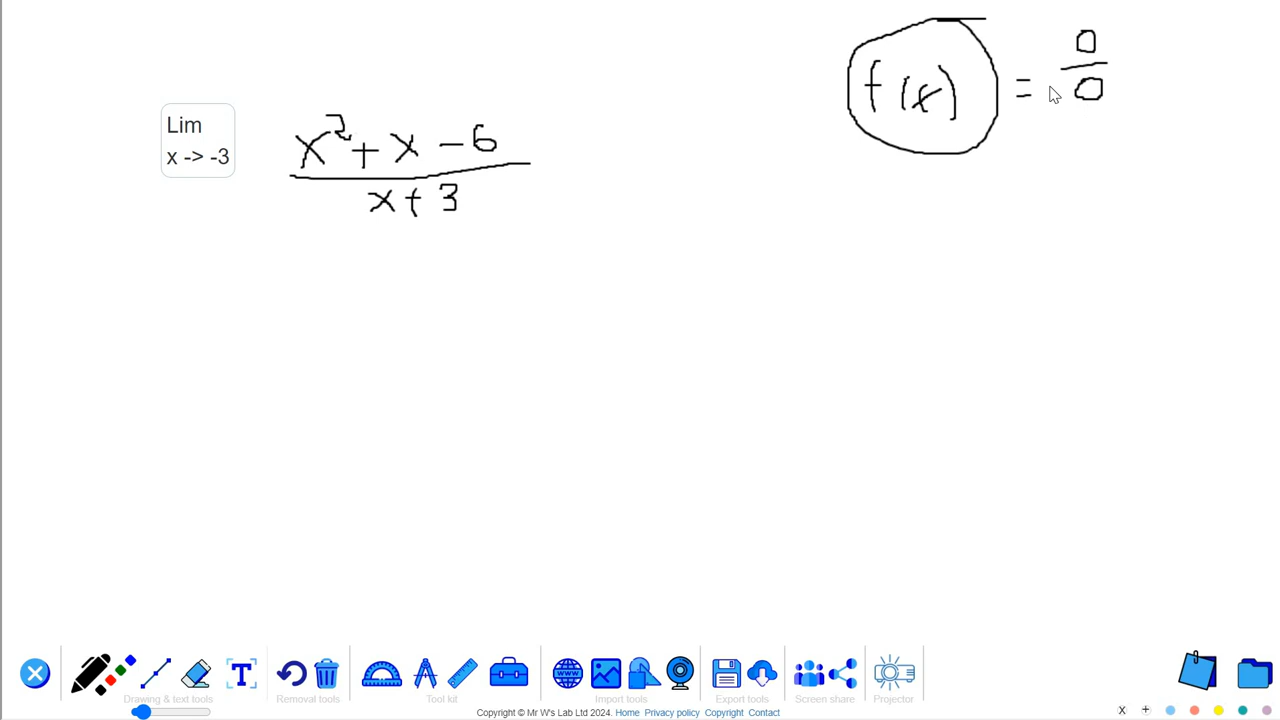 Lim
x -> -3
x² + x - 6
x + 3
f(x) = 0/0
www
Drawing & text tools
Removal tools
Tool kit
Import tools
Export tools
Screen share
Projector
Copyright © Mr W's Lab Ltd 2024. Home Privacy policy Copyright Contact
x +